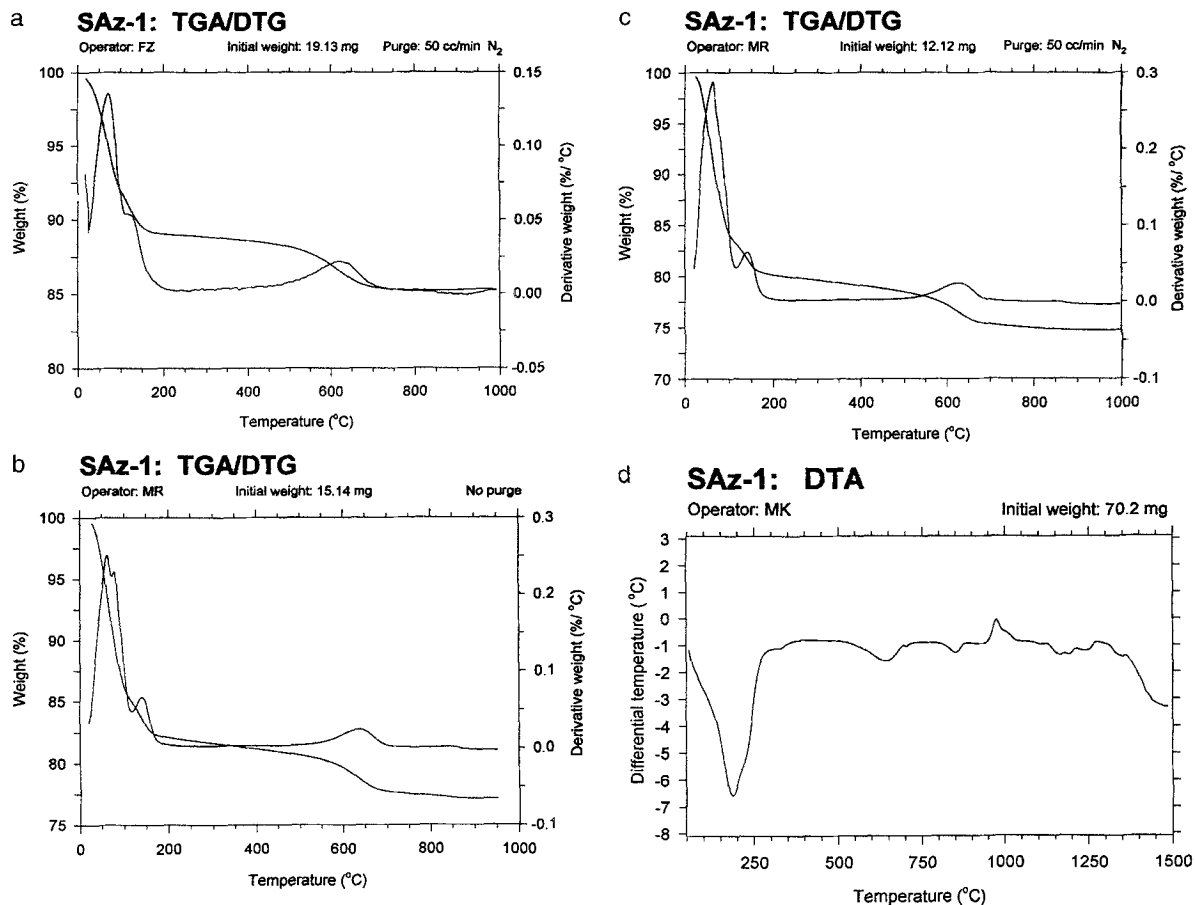 a
SAz-1: TGA/DTG
Operator: FZ Initial weight: 19.13 mg Purge: 50 cc/min N2
100
95
90
85
80
Weight (%)
0.15
0.10
0.05
0.00
-0.05
Derivative weight (%/ °C)
0 200 400 600 800 1000
Temperature (°C)
b
SAz-1: TGA/DTG
Operator: MR Initial weight: 15.14 mg No purge
100
95
90
85
80
75
Weight (%)
0.3
0.2
0.1
0.0
-0.1
Derivative weight (%/ °C)
0 200 400 600 800 1000
Temperature (°C)
c
SAz-1: TGA/DTG
Operator: MR Initial weight: 12.12 mg Purge: 50 cc/min N2
100
95
90
85
80
75
70
Weight (%)
0.3
0.2
0.1
0.0
-0.1
Derivative weight (%/ °C)
0 200 400 600 800 1000
Temperature (°C)
d
SAz-1: DTA
Operator: MK Initial weight: 70.2 mg
3
2
1
0
-1
-2
-3
-4
-5
-6
-7
-8
Differential temperature ( °C)
250 500 750 1000 1250 1500
Temperature (°C)